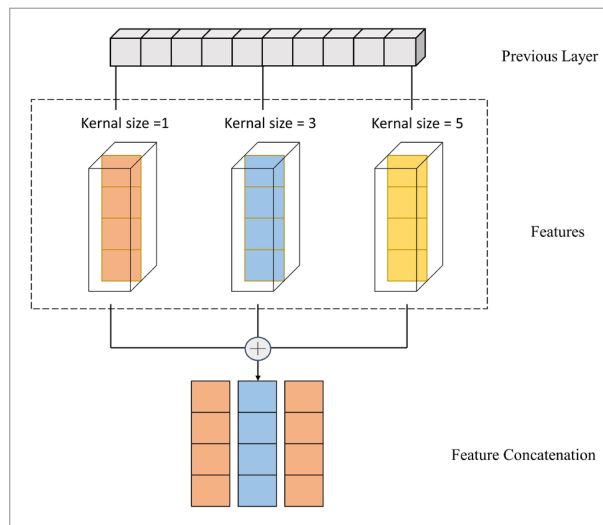 Previous Layer
Kernal size =1
Kernal size = 3
Kernal size = 5
Features
Feature Concatenation